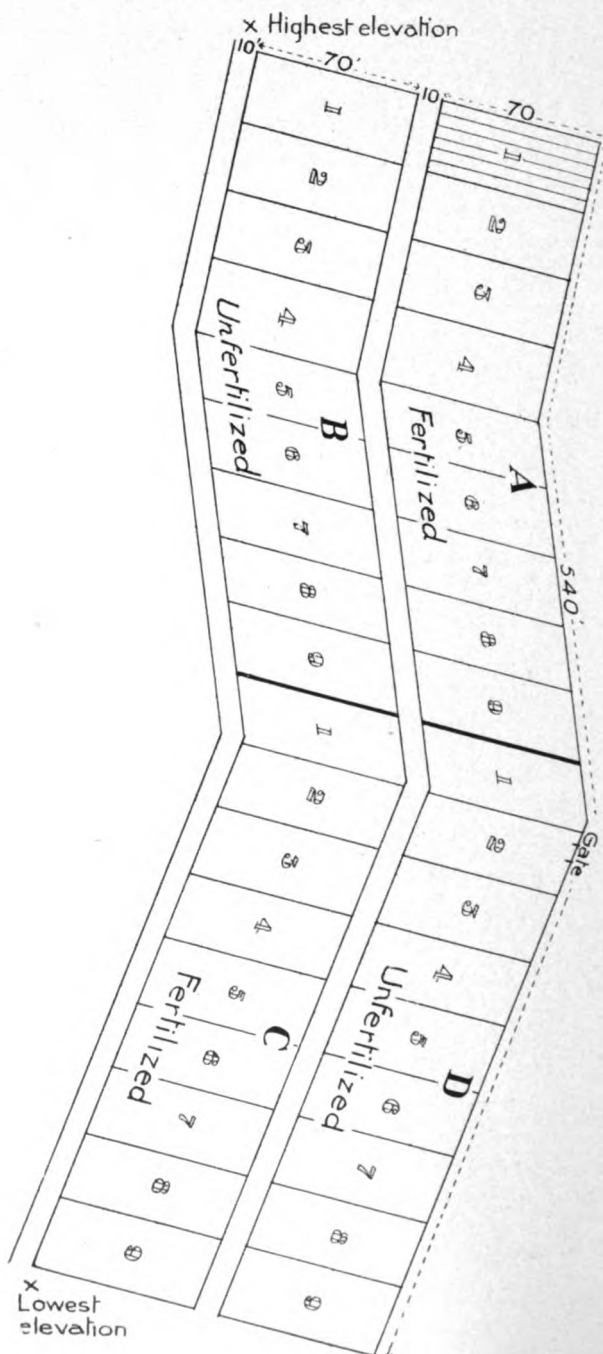 x Highest elevation
10' 70' 10 70
1 1
2 2
3 3
4 4
5 5
6 6
7 7
8 8
9 9
B A
Unfertilized Fertilized
540'
1 1
2 2
Gate
3 3
4 4
5 5
6 6
7 7
8 8
9 9
C D
Fertilized Unfertilized
x
Lowest
elevation